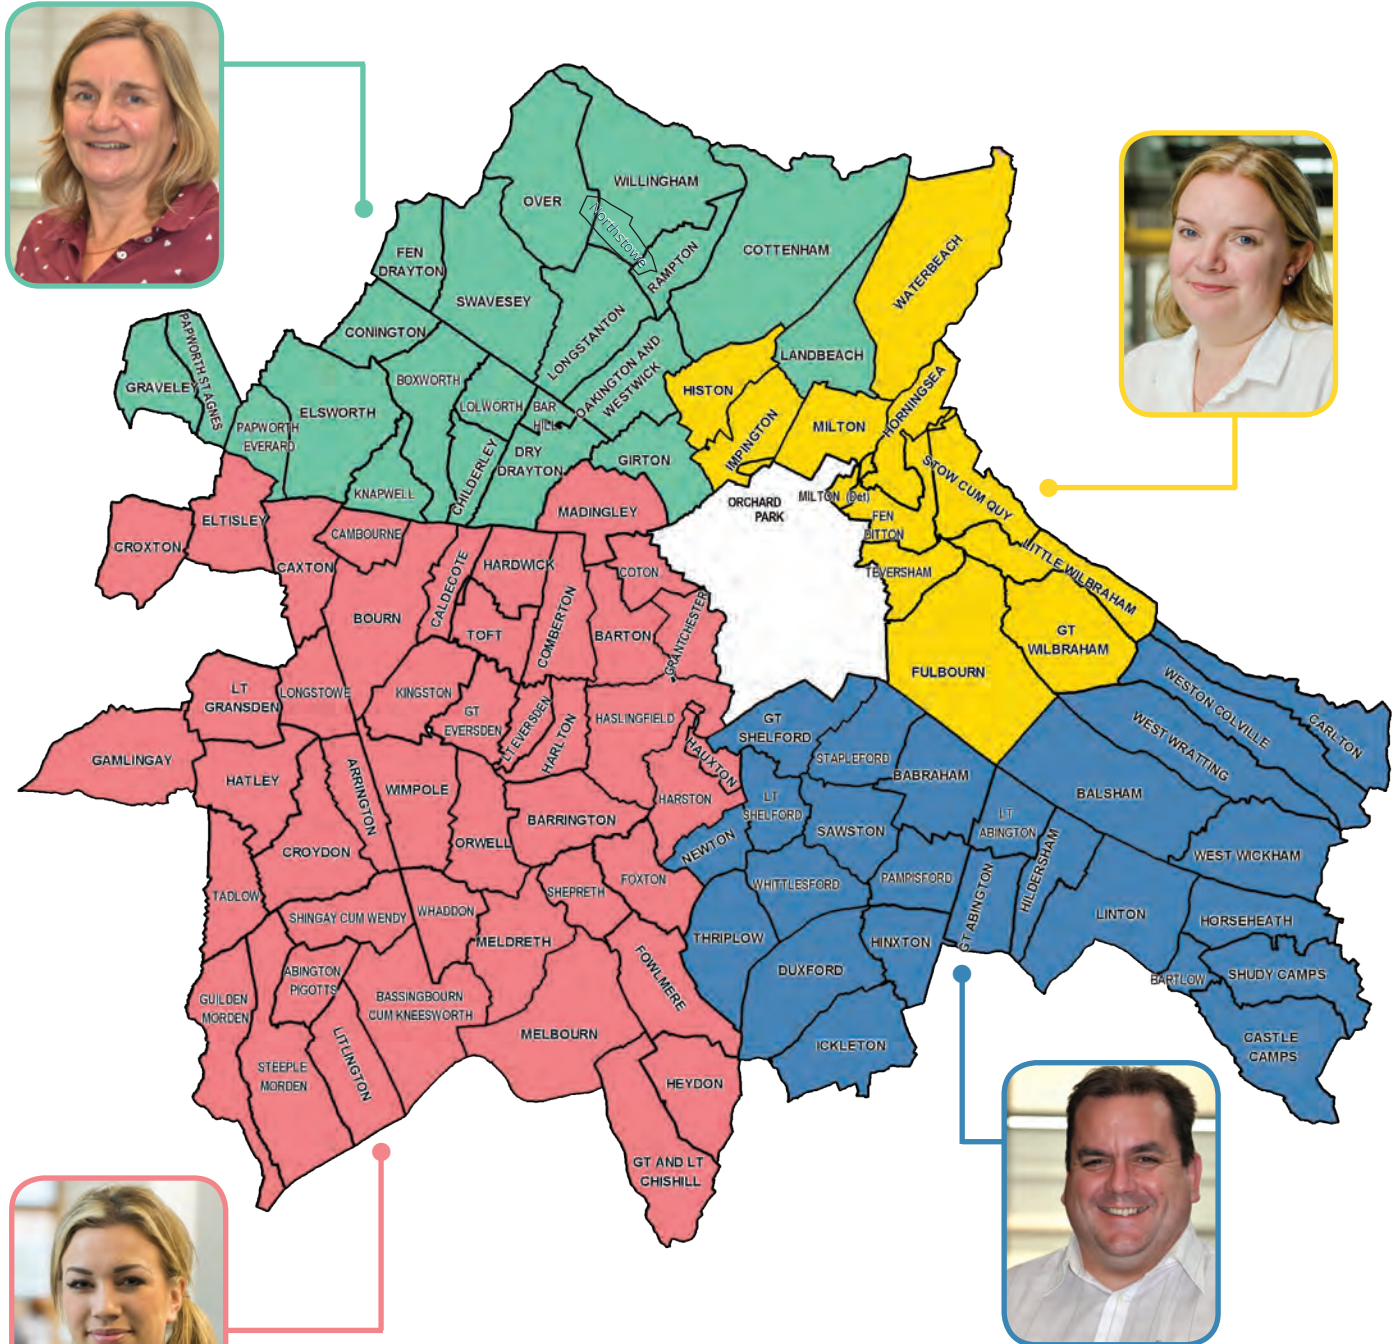 WILLINGHAM
OVER
Northstowe
COTTENHAM
RAMPTON
FEN
DRAYTON
SWAVESEY
WATERBEACH
CONINGTON
LONGSTANTON
PAPWORTH ST AGNES
GRAVELEY
BOXWORTH
OAKINGTON AND
WESTWICK
LANDBEACH
HISTON
HORNINGSEA
ELSWORTH
LOLWORTH
BAR
HILL
PAPWORTH
EVERARD
IMPINGTON
MILTON
DRY
DRAYTON
GIRTON
CHILDERLEY
KNAPWELL
STOW CUM QUY
MILTON (Det)
ORCHARD
PARK
MADINGLEY
ELTISLEY
FEN
DITTON
CROXTON
CAMBOURNE
CAXTON
CALDECOTE
HARDWICK
COTON
TEVERSHAM
LITTLE WILBRAHAM
BOURN
TOFT
COMBERTON
BARTON
GRANTCHESTER
GT
WILBRAHAM
FULBOURN
LT
GRANSDEN
LONGSTOWE
KINGSTON
GT
EVERSDEN
LT EVERSDEN
HARLTON
HASLINGFIELD
HAUXTON
GT
SHELFORD
STAPLEFORD
BABRAHAM
WESTON COLVILLE
CARLTON
WEST WRATTING
GAMLINGAY
HATLEY
ARRINGTON
WIMPOLE
HARSTON
LT
SHELFORD
BALSHAM
BARRINGTON
SAWSTON
LT
ABINGTON
CROYDON
ORWELL
NEWTON
HILDERSHAM
WEST WICKHAM
TADLOW
SHEPRETH
FOXTON
WHITTLESFORD
PAMPISFORD
GT ABINGTON
SHINGAY CUM WENDY
WHADDON
LINTON
HORSEHEATH
MELDRETH
THRIPLOW
HINXTON
ABINGTON
PIGOTTS
FOWLMERE
DUXFORD
BARTLOW
SHUDY CAMPS
GUILDEN
MORDEN
BASSINGBOURN
CUM KNEESWORTH
MELBOURN
ICKLETON
CASTLE
CAMPS
LITLINGTON
STEEPLE
MORDEN
HEYDON
GT AND LT
CHISHILL